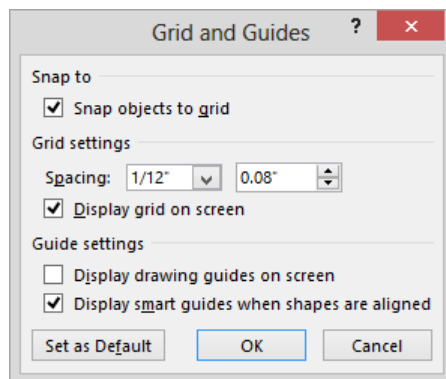 Grid and Guides ?
Snap to
Snap objects to grid
Grid settings
Spacing: 1/12" 0.08"
Display grid on screen
Guide settings
Display drawing guides on screen
Display smart guides when shapes are aligned
Set as Default OK Cancel